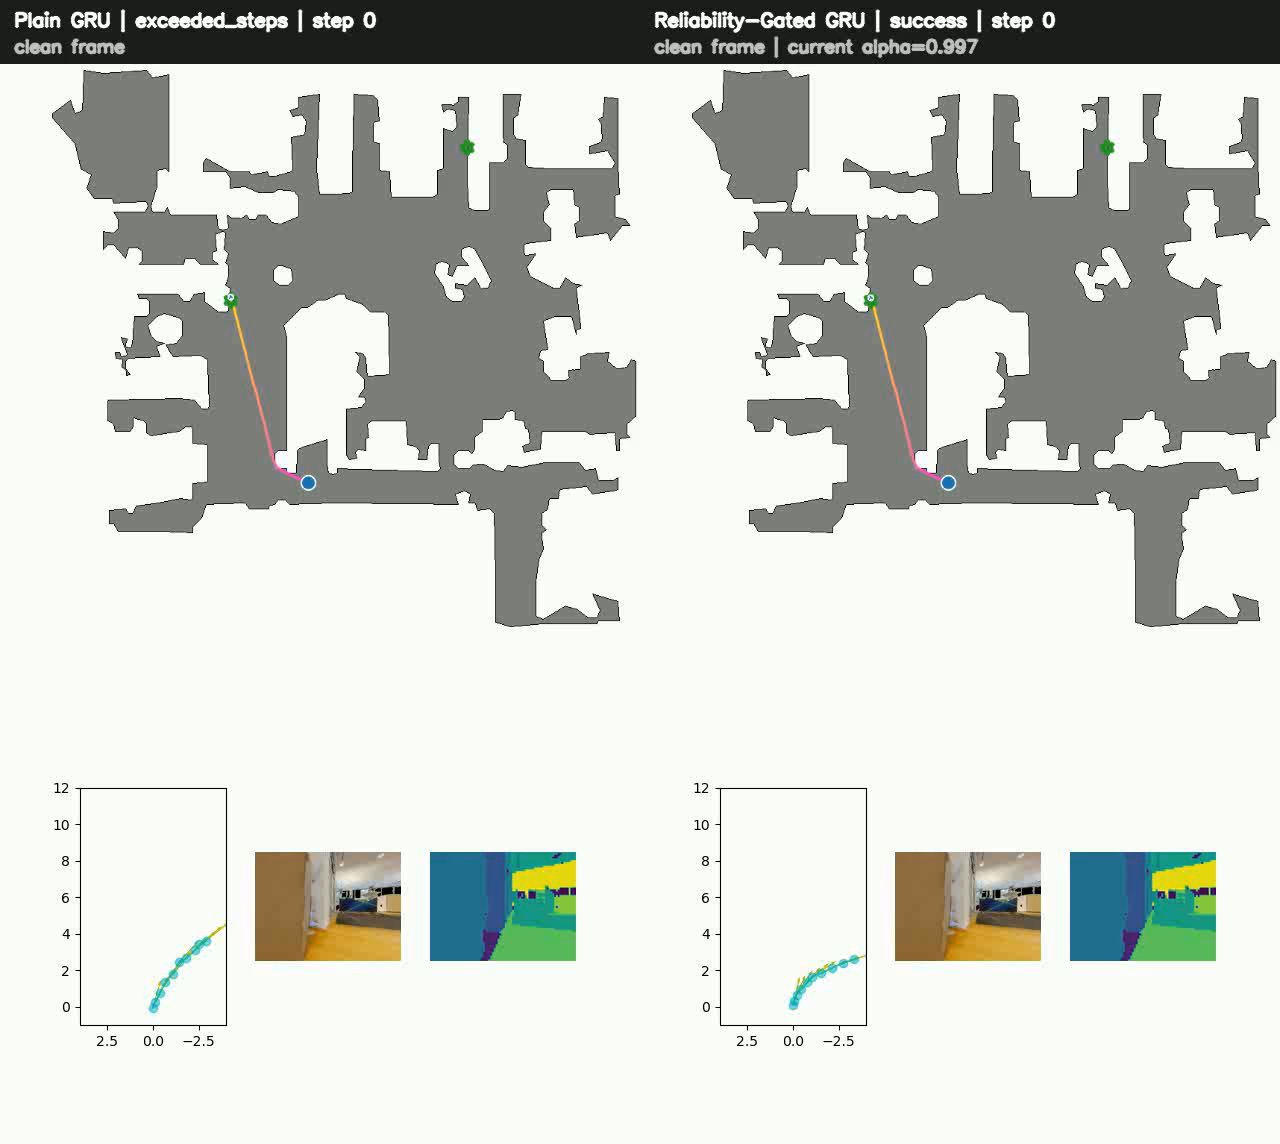 Plain GRU | exceeded_steps | step 0
clean frame
Reliability-Gated GRU | success | step 0
clean frame | current alpha=0.997
12
10
8
6
4
2
0
2.5 0.0 −2.5
12
10
8
6
4
2
0
2.5 0.0 −2.5